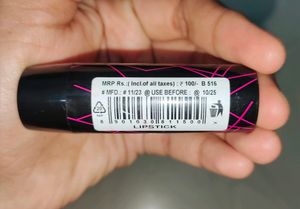 MRP Rs.:( Incl.of all taxes) : ₹ 100/- B 516
# MFD.: # 11/23 @ USE BEFORE : @ 10/25
LIPSTICK